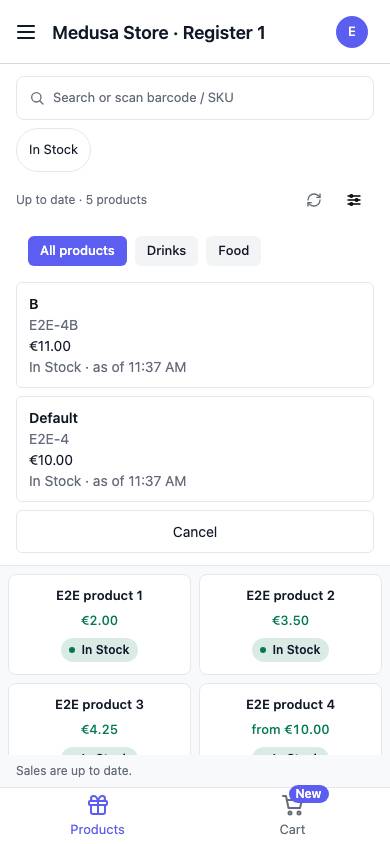 Medusa Store · Register 1
E
Search or scan barcode / SKU
In Stock
Up to date · 5 products
All products
Drinks
Food
B
E2E-4B
€11.00
In Stock · as of 11:37 AM
Default
E2E-4
€10.00
In Stock · as of 11:37 AM
Cancel
E2E product 1
€2.00
In Stock
E2E product 2
€3.50
In Stock
E2E product 3
€4.25
E2E product 4
from €10.00
Sales are up to date.
Products
New
Cart